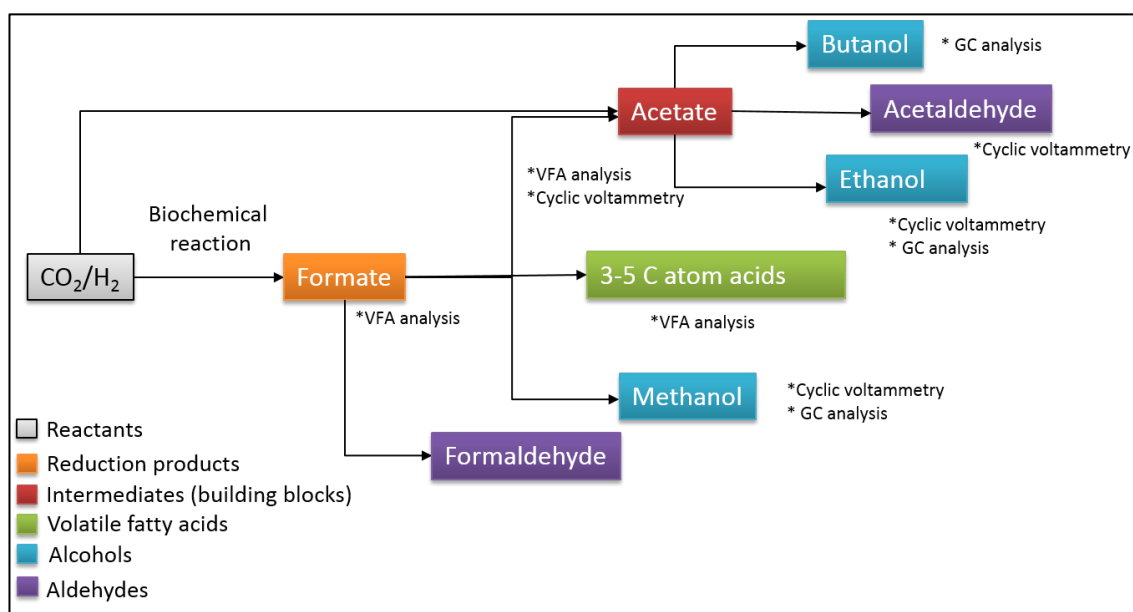 Butanol
* GC analysis
Acetate
Acetaldehyde
*Cyclic voltammetry
*VFA analysis
*Cyclic voltammetry
Ethanol
*Cyclic voltammetry
* GC analysis
Biochemical
reaction
CO₂/H₂
Formate
*VFA analysis
3-5 C atom acids
*VFA analysis
Methanol
*Cyclic voltammetry
* GC analysis
Formaldehyde
Reactants
Reduction products
Intermediates (building blocks)
Volatile fatty acids
Alcohols
Aldehydes